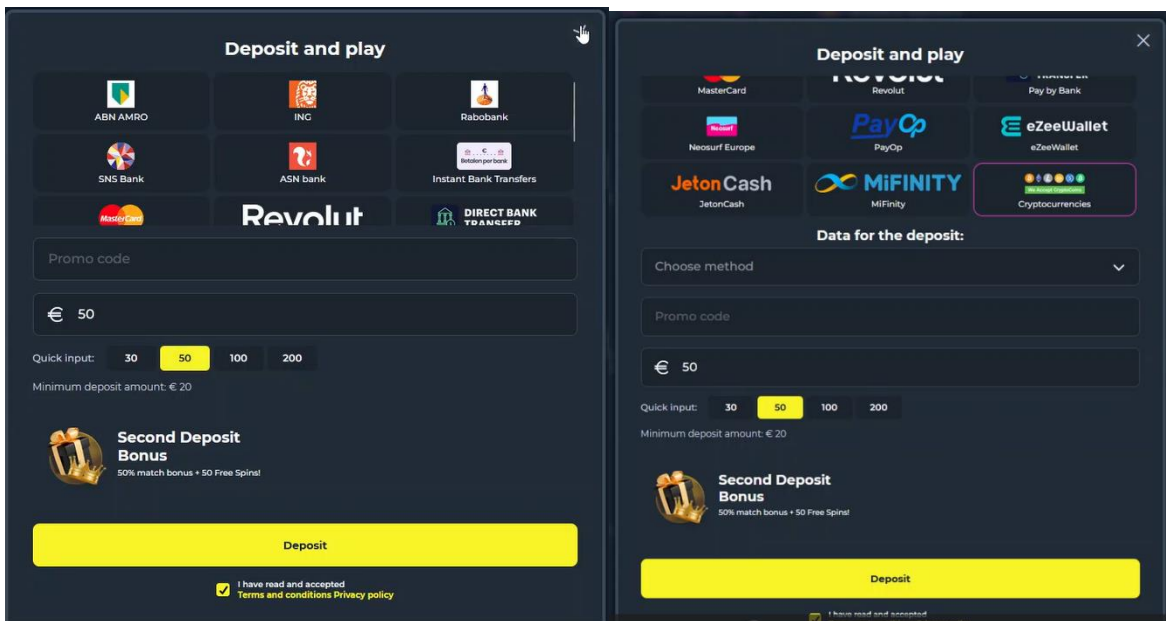 Deposit and play
ABN AMRO
ING
Rabobank
Betalen per bank
SNS Bank
ASN bank
Instant Bank Transfers
MasterCard
Revolut
DIRECT BANK
TRANSFER
Promo code
€ 50
Quick input: 30 50 100 200
Minimum deposit amount: € 20
Second Deposit
Bonus
50% match bonus + 50 Free Spins!
Deposit
I have read and accepted
Terms and conditions Privacy policy
Deposit and play
Revolut
TRANSFER
MasterCard
Revolut
Pay by Bank
Neosurf
PayOp
eZeeWallet
Neosurf Europe
PayOp
eZeeWallet
JetonCash
MiFINITY
We Accept CryptoCoins
JetonCash
MiFinity
Cryptocurrencies
Data for the deposit:
Choose method
Promo code
€ 50
Quick input: 30 50 100 200
Minimum deposit amount: € 20
Second Deposit
Bonus
50% match bonus + 50 Free Spins!
Deposit
I have read and accepted